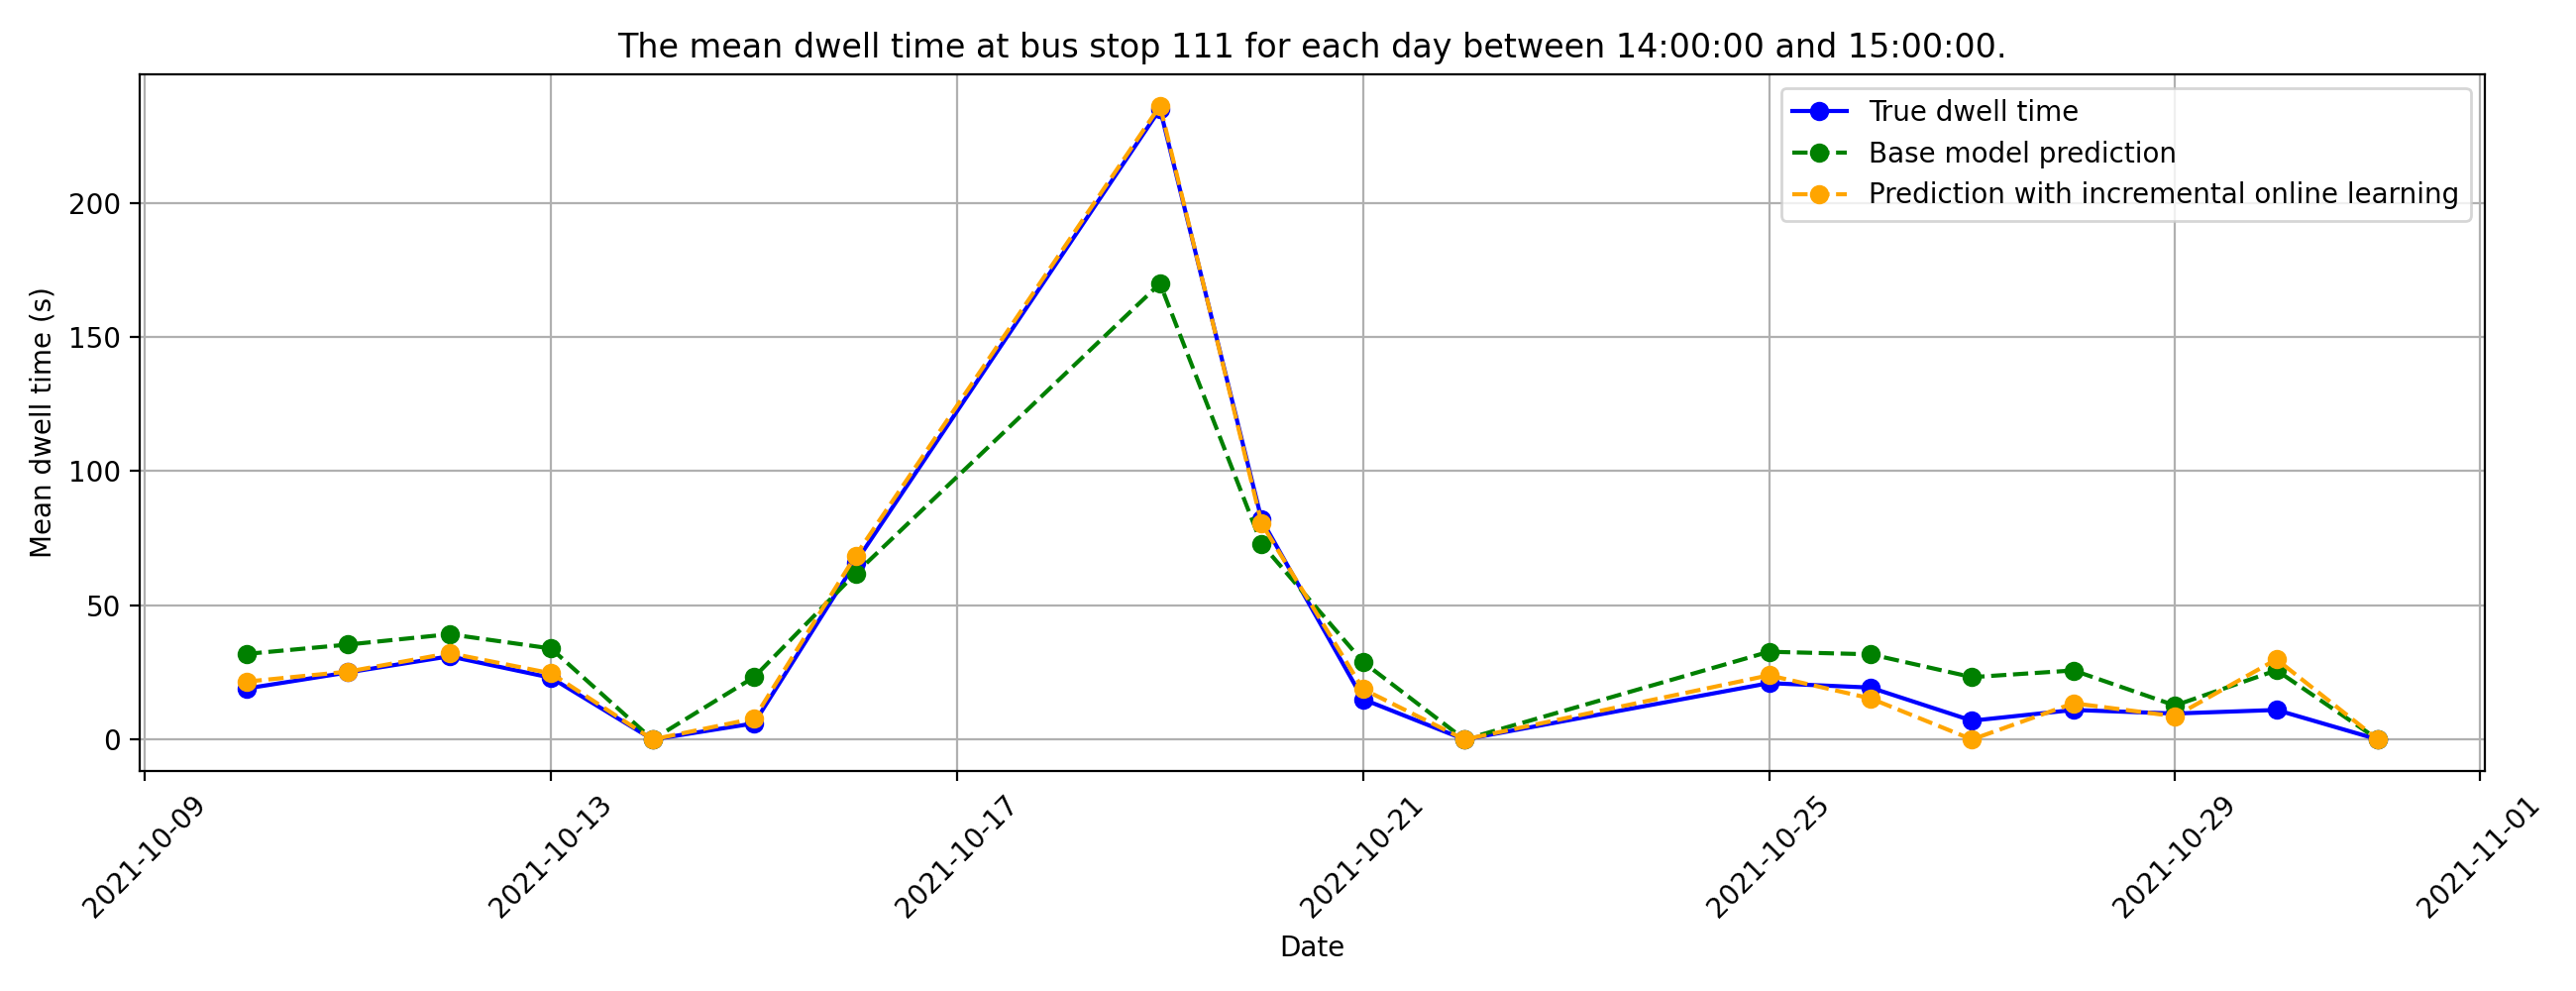 The mean dwell time at bus stop 111 for each day between 14:00:00 and 15:00:00.
True dwell time
Base model prediction
Prediction with incremental online learning
Mean dwell time (s)
200
150
100
50
0
2021-10-09
2021-10-13
2021-10-17
2021-10-21
2021-10-25
2021-10-29
2021-11-01
Date